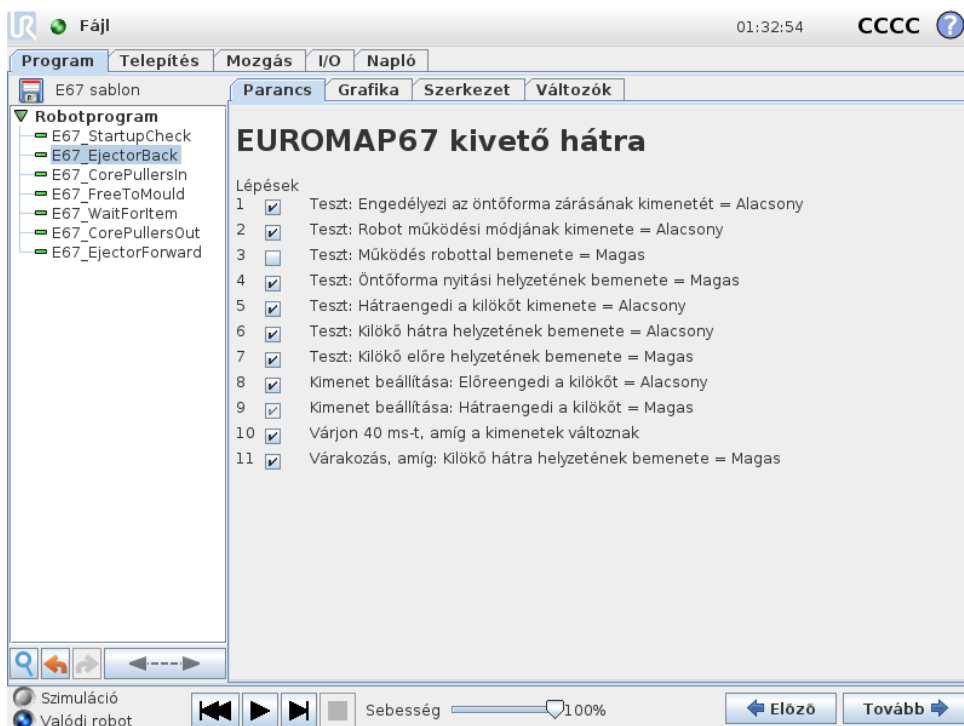 UR Fájl 01:32:54 CCCC ?
Program Telepítés Mozgás I/O Napló
E67 sablon
Parancs Grafika Szerkezet Változók
Robotprogram
E67_StartupCheck
E67_EjectorBack
E67_CorePullersIn
E67_FreeToMould
E67_WaitForItem
E67_CorePullersOut
E67_EjectorForward
EUROMAP67 kivető hátra
Lépések
1 Teszt: Engedélyezi az öntőforma zárásának kimenetét = Alacsony
2 Teszt: Robot működési módjának kimenete = Alacsony
3 Teszt: Működés robottal bemenete = Magas
4 Teszt: Öntőforma nyitási helyzetének bemenete = Magas
5 Teszt: Hátraengedi a kilökőt kimenete = Alacsony
6 Teszt: Kilökő hátra helyzetének bemenete = Alacsony
7 Teszt: Kilökő előre helyzetének bemenete = Magas
8 Kimenet beállítása: Előreengedi a kilökőt = Alacsony
9 Kimenet beállítása: Hátraengedi a kilökőt = Magas
10 Várjon 40 ms-t, amíg a kimenetek változnak
11 Várakozás, amíg: Kilökő hátra helyzetének bemenete = Magas
Szimuláció
Valódi robot
Sebesség 100%
Elözö Tovább